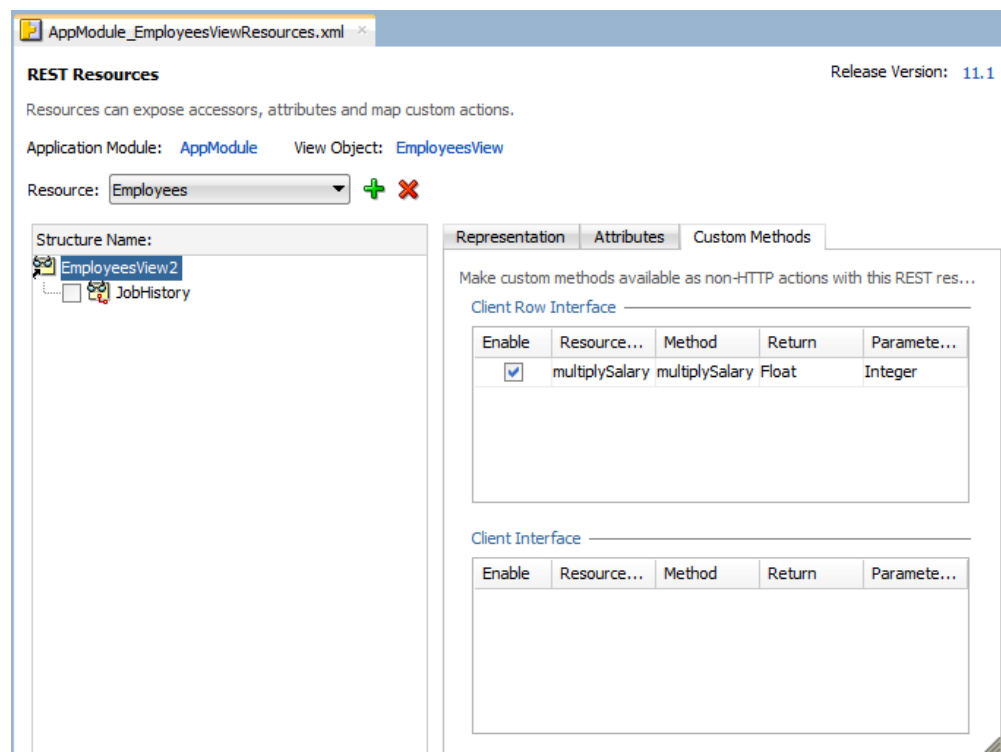 AppModule_EmployeesViewResources.xml
REST Resources
Release Version: 11.1
Resources can expose accessors, attributes and map custom actions.
Application Module: AppModule View Object: EmployeesView
Resource: Employees
Structure Name:
EmployeesView2
JobHistory
Representation Attributes Custom Methods
Make custom methods available as non-HTTP actions with this REST res...
Client Row Interface
Enable Resource... Method Return Paramete...
multiplySalary multiplySalary Float Integer
Client Interface
Enable Resource... Method Return Paramete...